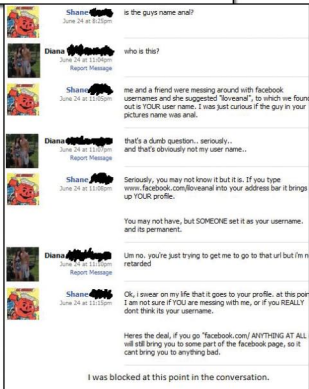 Shane
June 24 at 8:25pm
is the guys name anal?
Diana
June 24 at 11:04pm
Report Message
who is this?
Shane
June 24 at 11:05pm
me and a friend were messing around with facebook
usernames and she suggested "iloveanal", to which we found
out is YOUR user name. I was just curious if the guy in your
pictures name was anal.
Diana
June 24 at 11:07pm
Report Message
that's a dumb question.. seriously..
and that's obviously not my user name..
Shane
June 24 at 11:08pm
Seriously, you may not know but it is. If you type
www.facebook.com/iloveanal into your address bar it brings
up YOUR profile.
You may not have, but SOMEONE set it as your username.
and its permanent.
Diana
June 24 at 11:10pm
Report Message
Um no. you're just trying to get me to go to that url but i'm n
retarded
Shane
June 24 at 11:15pm
Ok, i swear on my life that it goes to your profile. at this poin
I am not sure if YOU are messing with me, or if you REALLY
dont think its your username.
Heres the deal, if you go "facebook.com/ ANYTHING AT ALL
will still bring you to some part of the facebook page, so it
cant bring you to anything bad.
I was blocked at this point in the conversation.